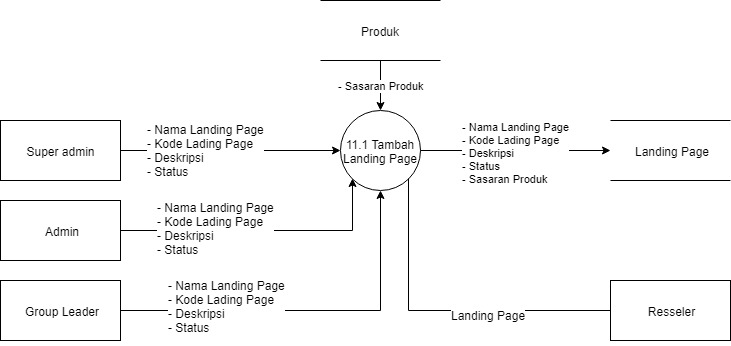 Produk
- Sasaran Produk
Super admin
- Nama Landing Page
- Kode Lading Page
- Deskripsi
- Status
11.1 Tambah
Landing Page
- Nama Landing Page
- Kode Lading Page
- Deskripsi
- Status
- Sasaran Produk
Landing Page
Admin
- Nama Landing Page
- Kode Lading Page
- Deskripsi
- Status
Group Leader
- Nama Landing Page
- Kode Lading Page
- Deskripsi
- Status
Landing Page
Resseler